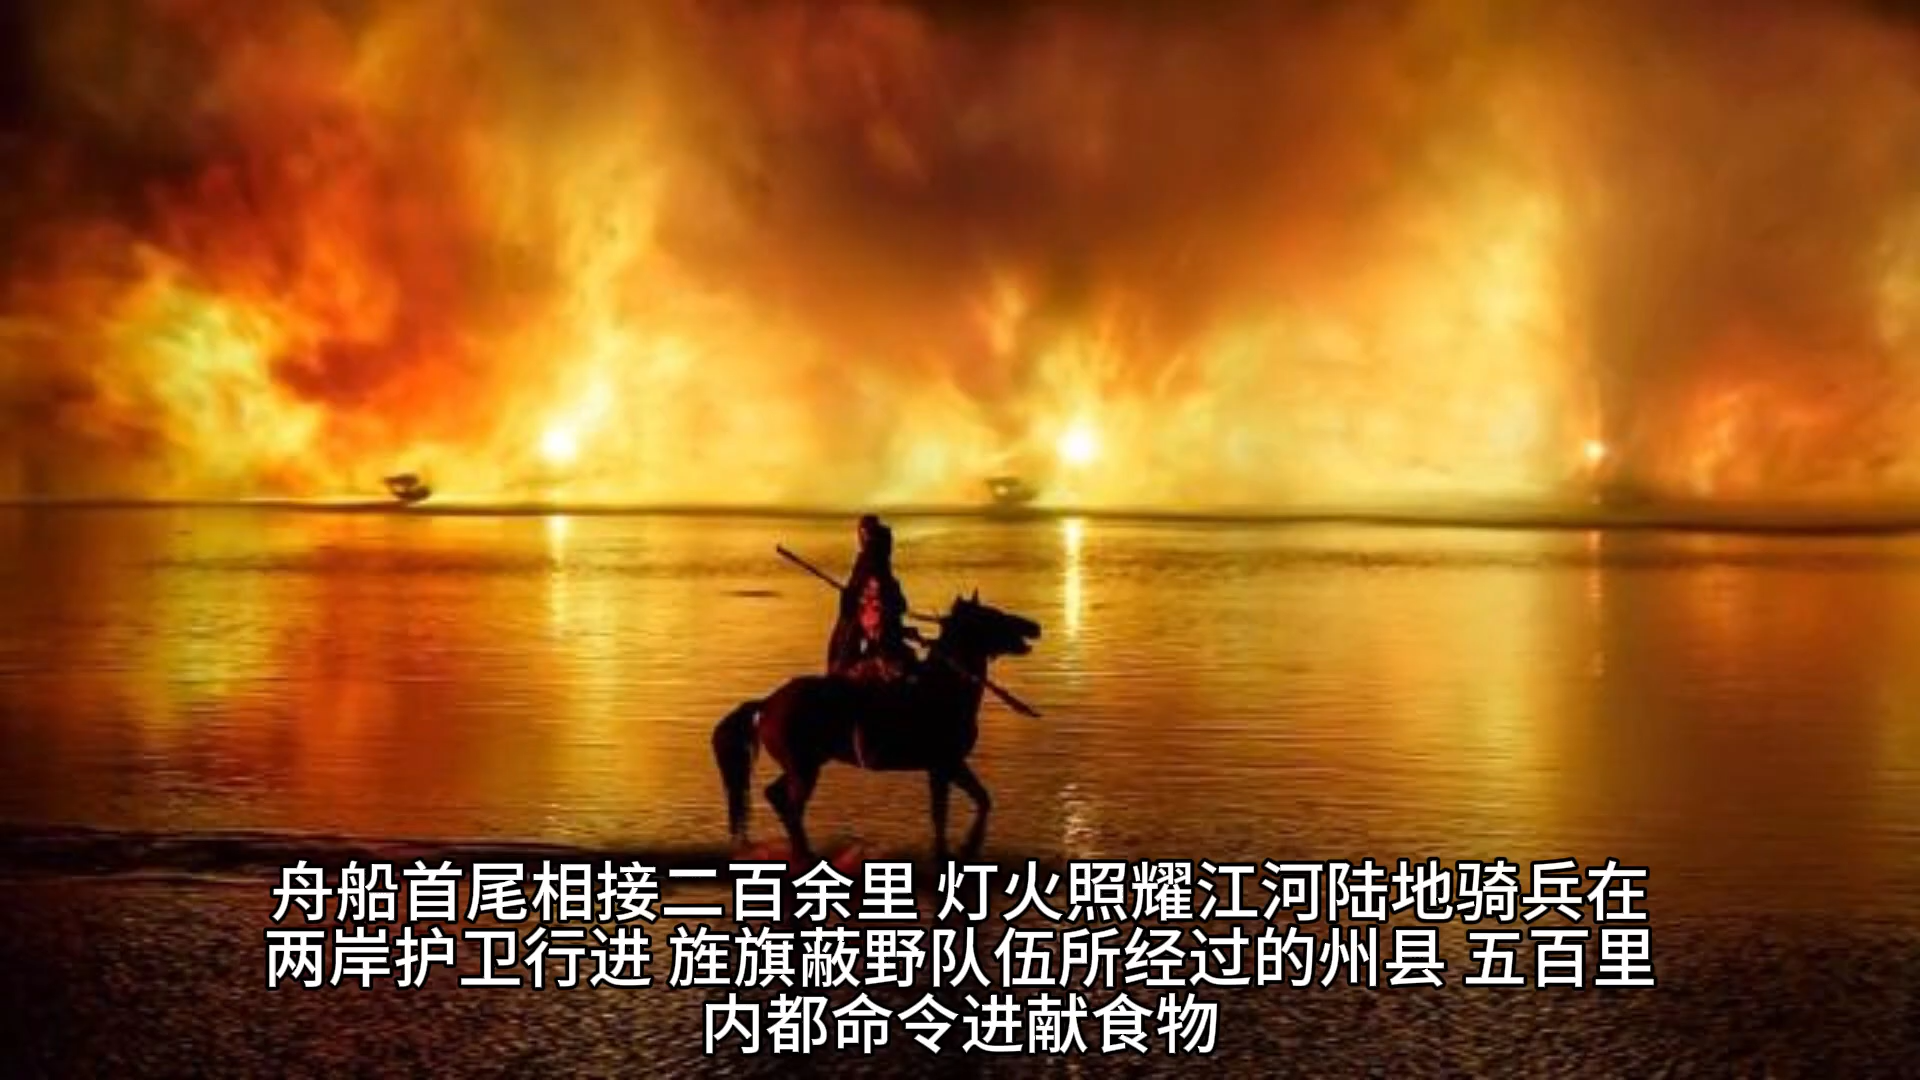 舟船首尾相接二百余里 灯火照耀江河陆地骑兵在
两岸护卫行进 旌旗蔽野队伍所经过的州县 五百里
内都命令进献食物